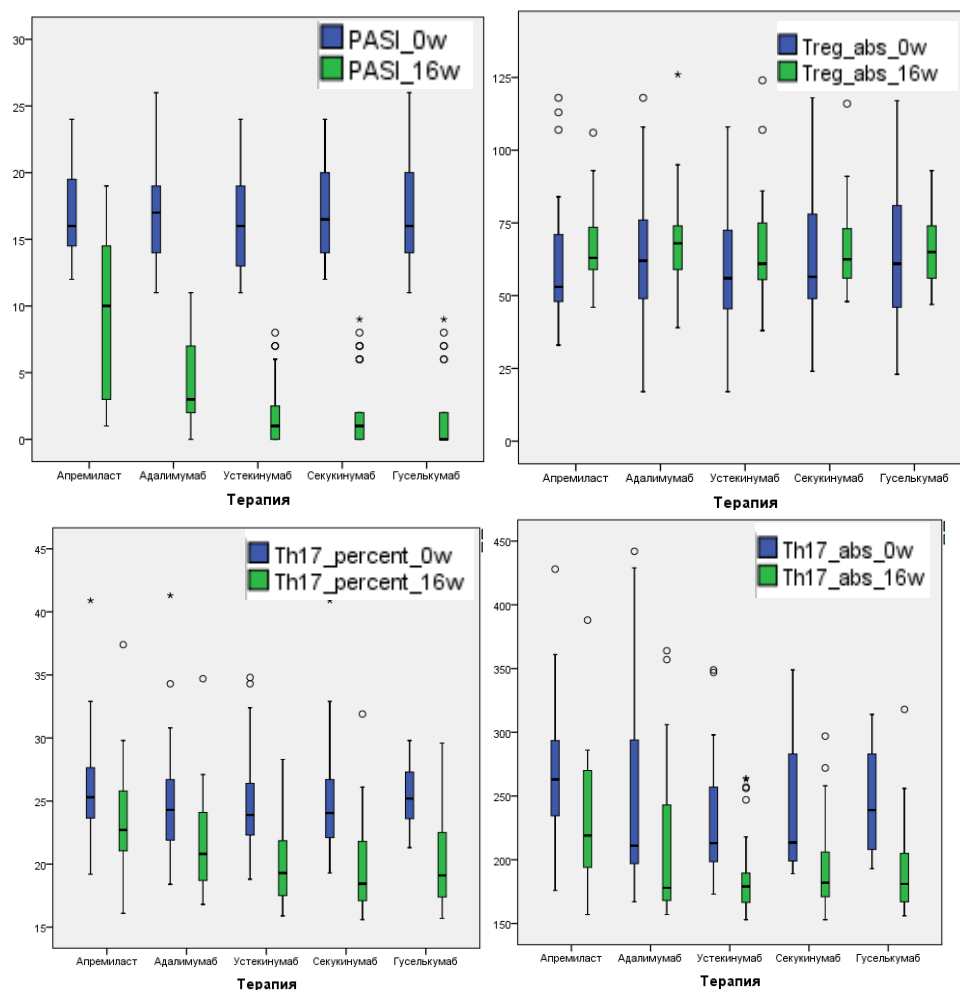 PASI_0w
PASI_16w
30
25
20
15
10
5
0
Апремиласт Адалимумаб Устекинумаб Секукинумаб Гуселькумаб
Терапия
Treg_abs_0w
Treg_abs_16w
125
100
75
50
25
0
Апремиласт Адалимумаб Устекинумаб Секукинумаб Гуселькумаб
Терапия
Th17_percent_0w
Th17_percent_16w
45
40
35
30
25
20
15
Апремиласт Адалимумаб Устекинумаб Секукинумаб Гуселькумаб
Терапия
Th17_abs_0w
Th17_abs_16w
450
400
350
300
250
200
150
Апремиласт Адалимумаб Устекинумаб Секукинумаб Гуселькумаб
Терапия